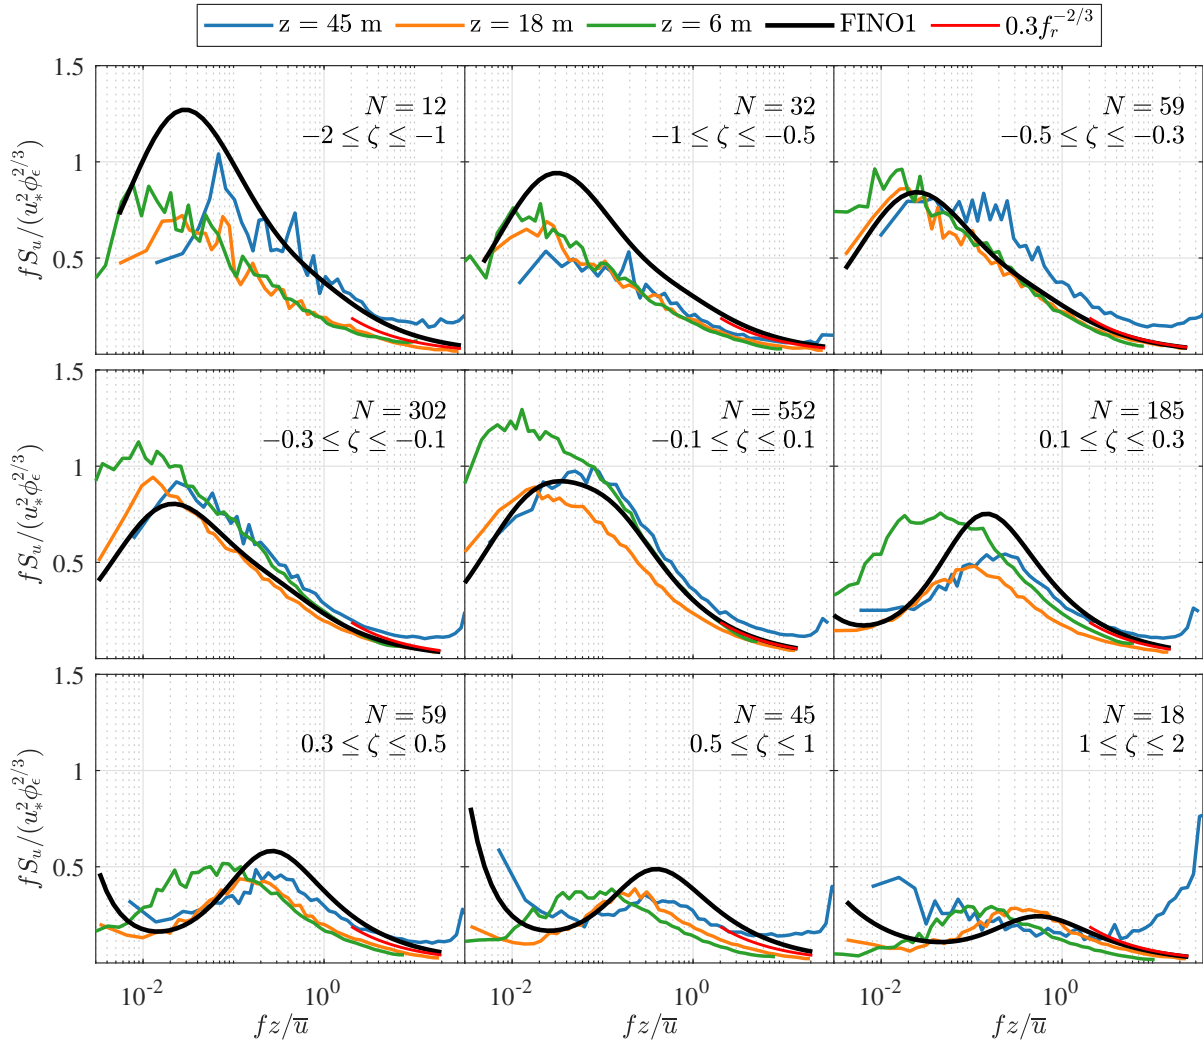 z = 45 m z = 18 m z = 6 m FINO1 0.3f_r^{-2/3}
1.5
1
0.5
fS_u/(u_*^2 ϕ_ϵ^{2/3})
N = 12
−2 ≤ ζ ≤ −1
N = 32
−1 ≤ ζ ≤ −0.5
N = 59
−0.5 ≤ ζ ≤ −0.3
1.5
1
0.5
fS_u/(u_*^2 ϕ_ϵ^{2/3})
N = 302
−0.3 ≤ ζ ≤ −0.1
N = 552
−0.1 ≤ ζ ≤ 0.1
N = 185
0.1 ≤ ζ ≤ 0.3
1.5
1
0.5
fS_u/(u_*^2 ϕ_ϵ^{2/3})
N = 59
0.3 ≤ ζ ≤ 0.5
N = 45
0.5 ≤ ζ ≤ 1
N = 18
1 ≤ ζ ≤ 2
10^{-2} 10^{0} 10^{-2} 10^{0} 10^{-2} 10^{0}
fz/u̅ fz/u̅ fz/u̅